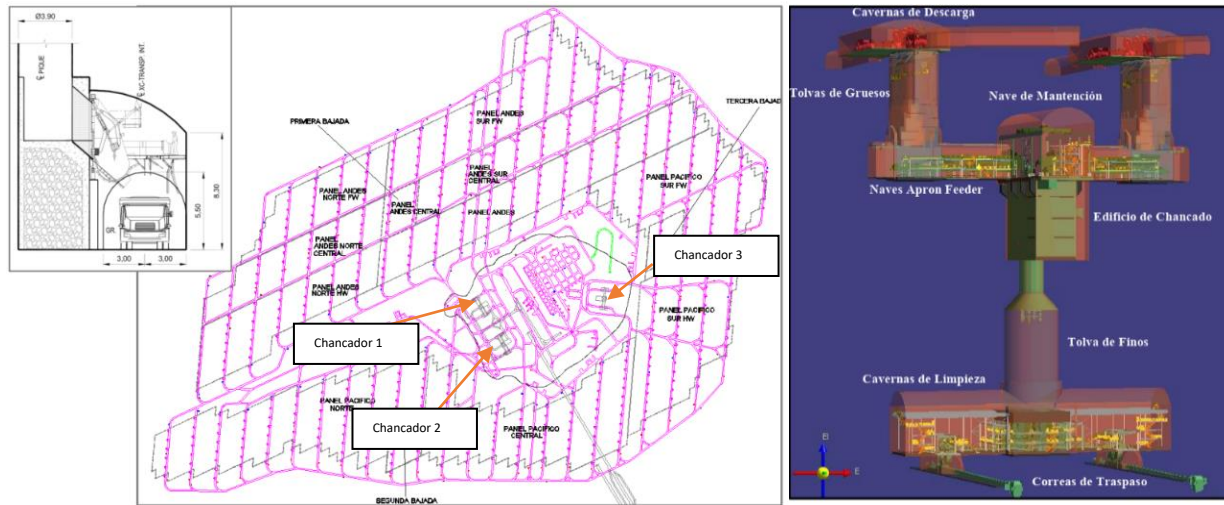 Ø3,90
℄ PIQUE
℄ XC-TRANSP. INT.
GR.
5,50
8,30
3,00
3,00
PRIMERA BAJADA
TERCERA BAJAD
PANEL ANDES
SUR FW
PANEL
ANDES SUR
CENTRAL
PANEL PACIFICO
SUR FW
PANEL ANDES
NORTE FW
PANEL
ANDES CENTRAL
PANEL ANDES
PANEL
ANDES NORTE
CENTRAL
PANEL ANDES
NORTE HW
Chancador 3
PANEL PACIFICO
SUR HW
Chancador 1
PANEL PACIFICO
NORTE
Chancador 2
PANEL PACIFICO
CENTRAL
SEGUNDA BAJADA
Cavernas de Descarga
Tolvas de Gruesos
Nave de Mantención
Naves Apron Feeder
Edificio de Chancado
Tolva de Finos
Cavernas de Limpieza
Correas de Traspaso
El
E